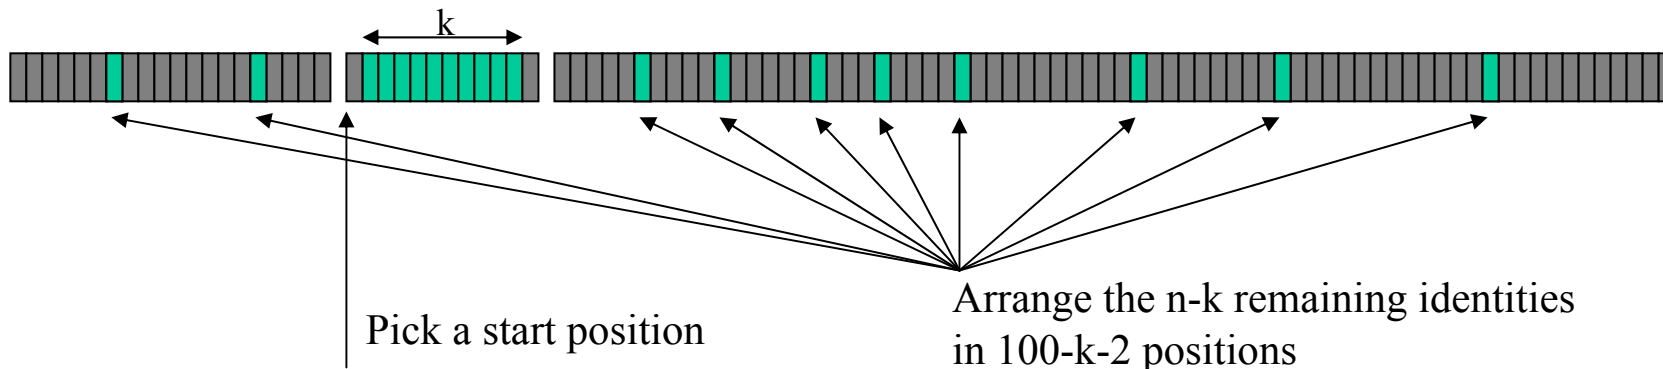 k
Pick a start position
Arrange the n-k remaining identities
in 100-k-2 positions